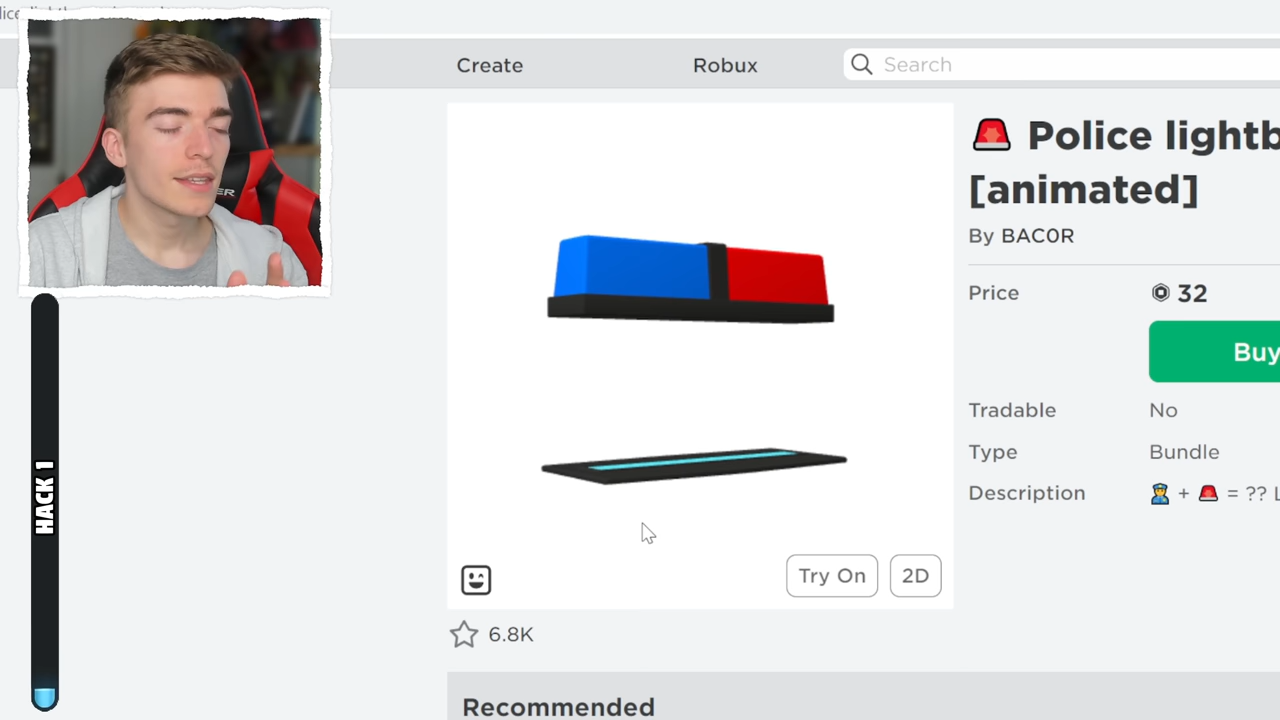 Create
Robux
Search
Police lightb
[animated]
By BAC0R
Price
32
Buy
Tradable
No
Type
Bundle
Description
+ = ?? L
Try On
2D
6.8K
Recommended
HACK 1
ER